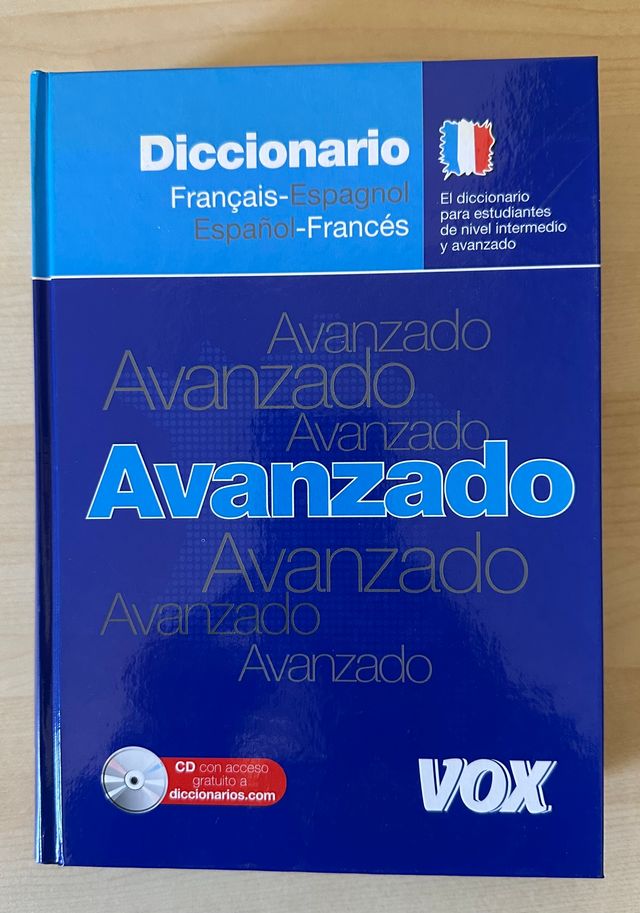 Diccionario
Français-Espagnol
Español-Francés
El diccionario
para estudiantes
de nivel intermedio
y avanzado
Avanzado
Avanzado
Avanzado
Avanzado
Avanzado
Avanzado
Avanzado
CD con acceso
gratuito a
diccionarios.com
VOX